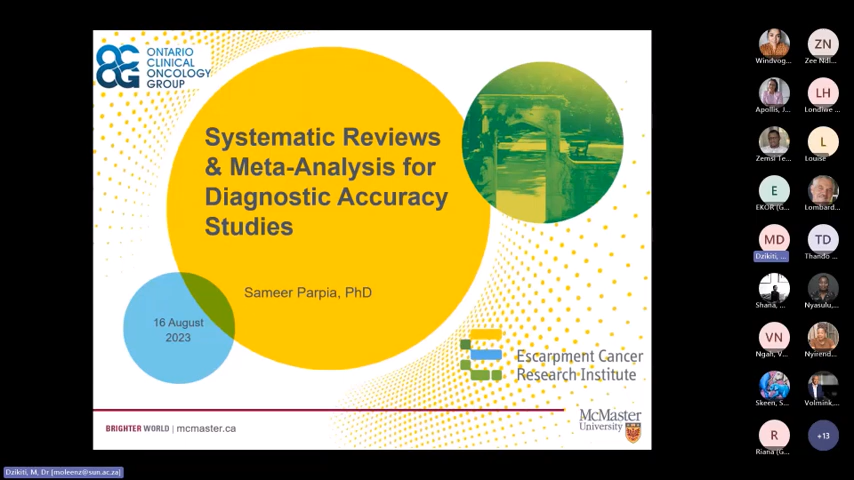 ONTARIO
CLINICAL
ONCOLOGY
GROUP
Systematic Reviews
& Meta-Analysis for
Diagnostic Accuracy
Studies
Sameer Parpia, PhD
16 August
2023
Escarpment Cancer
Research Institute
BRIGHTER WORLD | mcmaster.ca
McMaster
University
Windvog...
ZN
Zee Ndl...
Apollis, J...
LH
Londiwe ...
Zemsi Te...
L
Louise
E
EKOR (G...
Lombard...
MD
Dzikiti, ...
TD
Thando ...
Shana, ...
Nyasulu,...
VN
Ngah, V...
Nyirend...
Skeen, S...
Volmink,...
R
Riana (G...
+13
Dzikiti, M, Dr [moleenz@sun.ac.za]